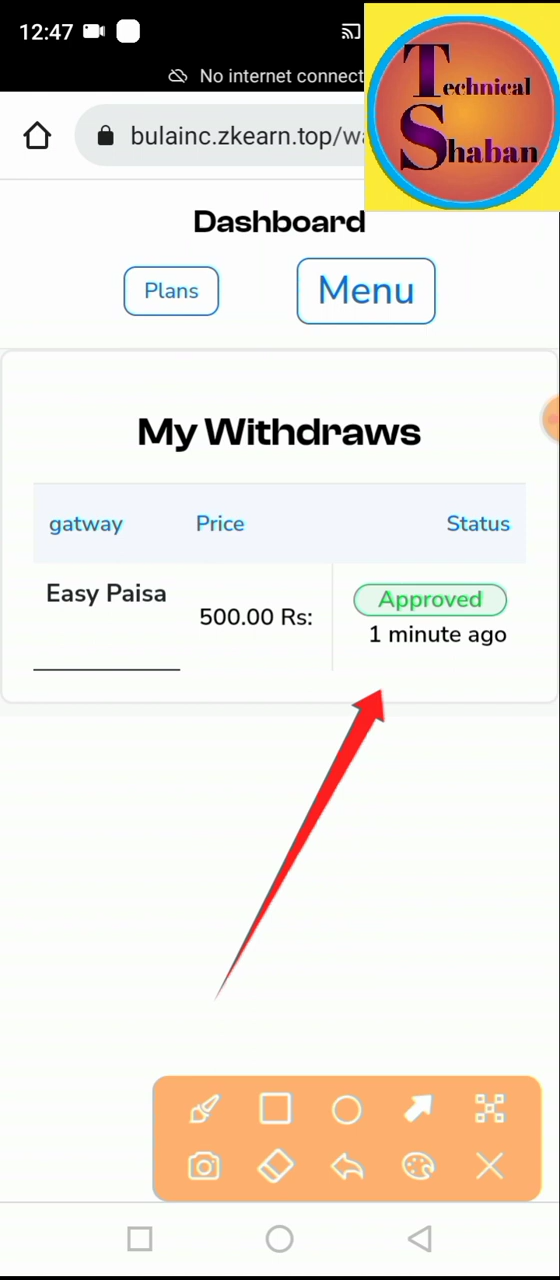 12:47
No internet connect
bulainc.zkearn.top/wa
Technical
Shaban
Dashboard
Plans
Menu
My Withdraws
gatway Price Status
Easy Paisa
500.00 Rs:
Approved
1 minute ago